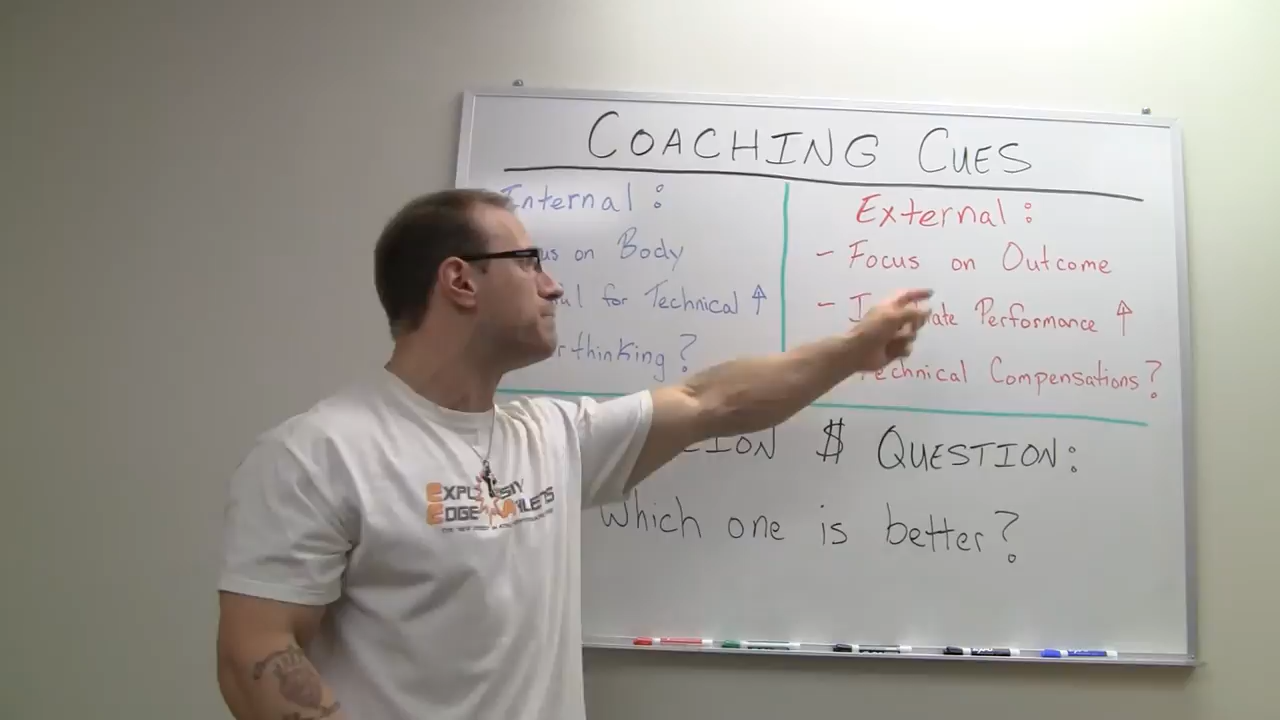 COACHING CUES
Internal:
on Body
for Technical ↑
?
External:
- Focus on Outcome
- Performance ↑
Technical Compensations?
$ QUESTION:
Which one is better?
EDGE